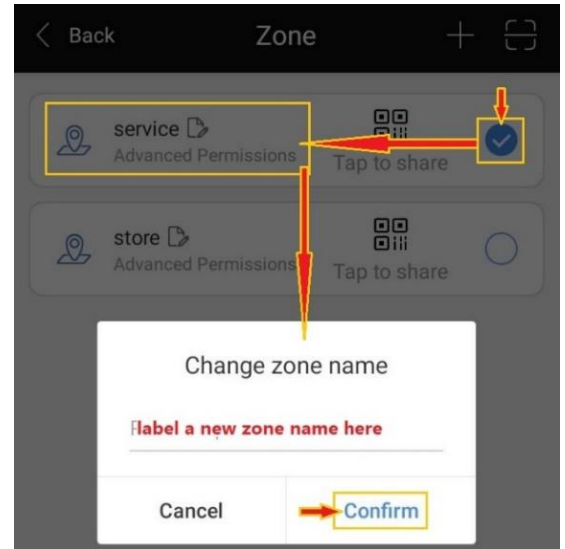 Back Zone
service
Advanced Permissions Tap to share
store
Advanced Permissions Tap to share
Change zone name
label a new zone name here
Cancel Confirm